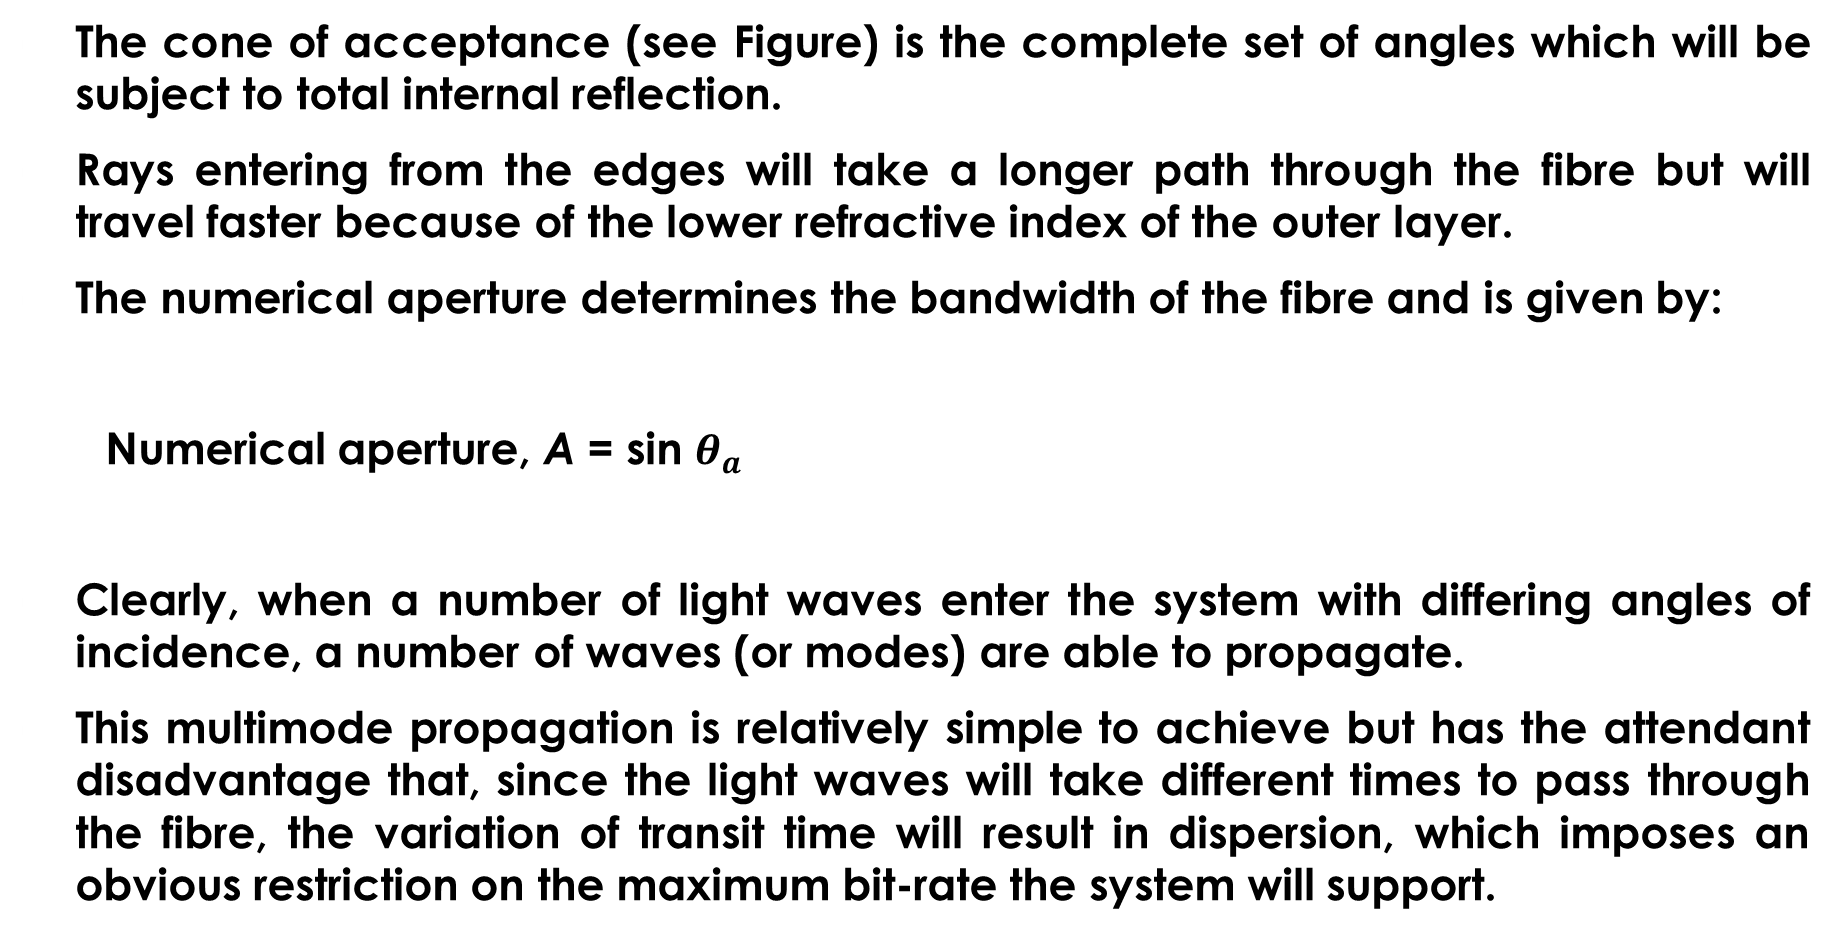 The cone of acceptance (see Figure) is the complete set of angles which will be
subject to total internal reflection.
Rays entering from the edges will take a longer path through the fibre but will
travel faster because of the lower refractive index of the outer layer.
The numerical aperture determines the bandwidth of the fibre and is given by:
Numerical aperture, A = sin θₐ
Clearly, when a number of light waves enter the system with differing angles of
incidence, a number of waves (or modes) are able to propagate.
This multimode propagation is relatively simple to achieve but has the attendant
disadvantage that, since the light waves will take different times to pass through
the fibre, the variation of transit time will result in dispersion, which imposes an
obvious restriction on the maximum bit-rate the system will support.